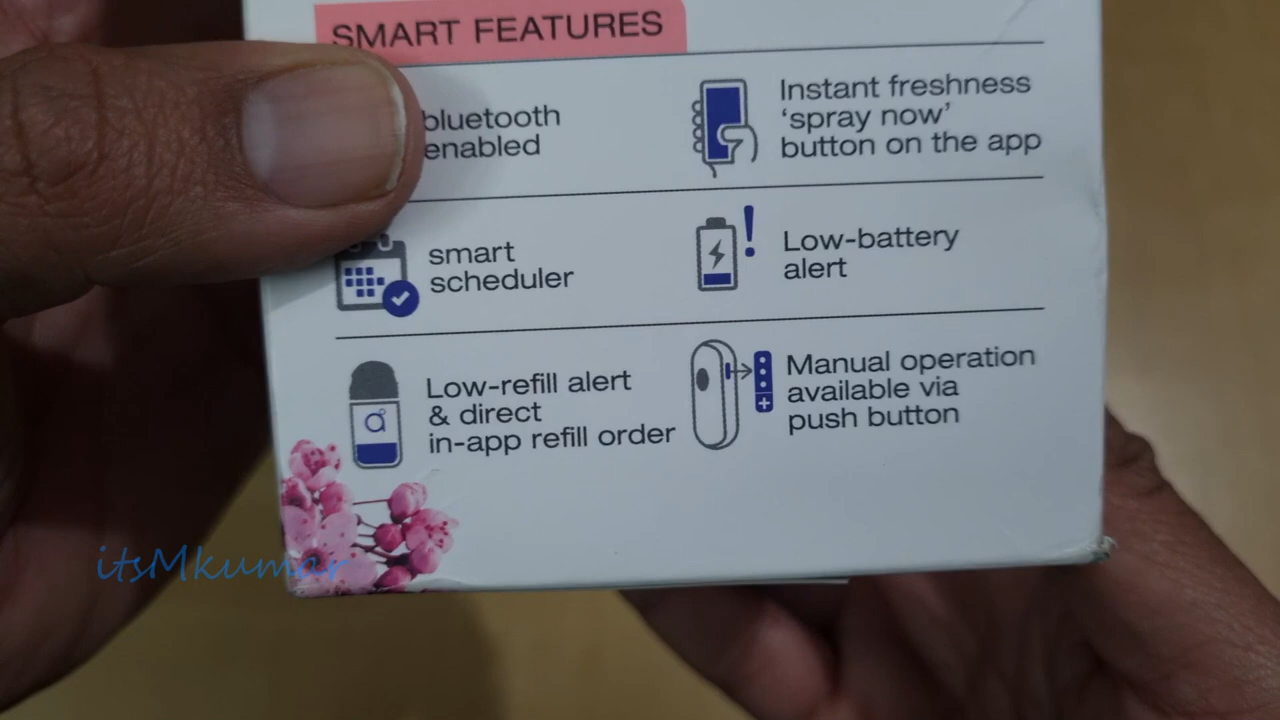 SMART FEATURES
bluetooth
enabled
Instant freshness
‘spray now’
button on the app
smart
scheduler
Low-battery
alert
Low-refill alert
& direct
in-app refill order
Manual operation
available via
push button
itsMkumar